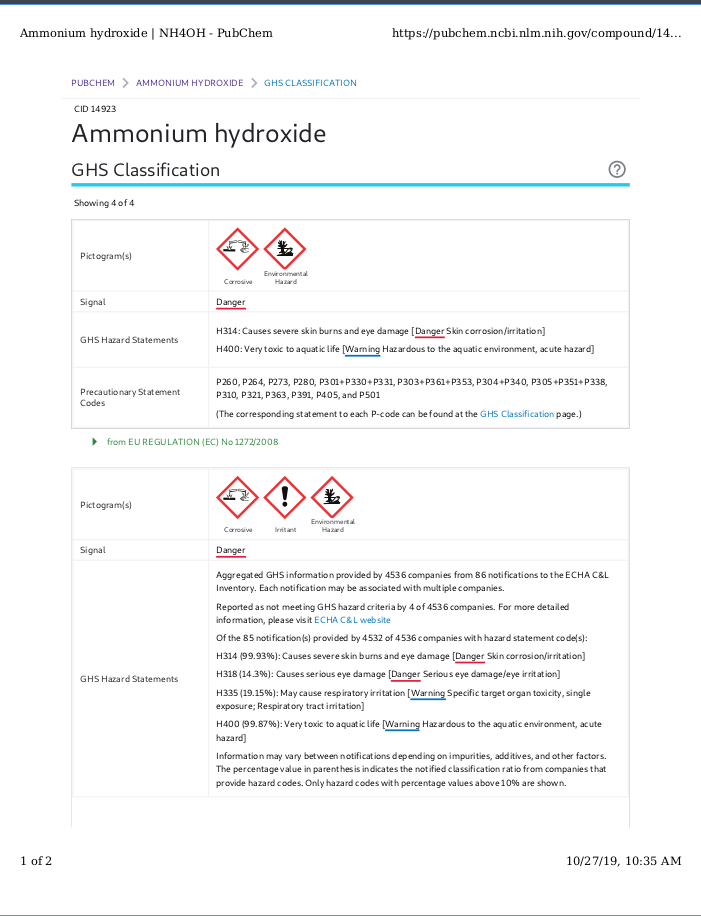 Ammonium hydroxide | NH4OH - PubChem
https://pubchem.ncbi.nlm.nih.gov/compound/14...
PUBCHEM > AMMONIUM HYDROXIDE > GHS CLASSIFICATION
CID 14923
Ammonium hydroxide
GHS Classification
?
Showing 4 of 4
Pictogram(s)
Corrosive
Environmental
Hazard
Signal
Danger
GHS Hazard Statements
H314: Causes severe skin burns and eye damage [Danger Skin corrosion/irritation]
H400: Very toxic to aquatic life [Warning Hazardous to the aquatic environment, acute hazard]
Precautionary Statement
Codes
P260, P264, P273, P280, P301+P330+P331, P303+P361+P353, P304+P340, P305+P351+P338,
P310, P321, P363, P391, P405, and P501
(The corresponding statement to each P-code can be found at the GHS Classification page.)
from EU REGULATION (EC) No 1272/2008
Pictogram(s)
Corrosive
Irritant
Environmental
Hazard
Signal
Danger
GHS Hazard Statements
Aggregated GHS information provided by 4536 companies from 86 notifications to the ECHA C&L
Inventory. Each notification may be associated with multiple companies.
Reported as not meeting GHS hazard criteria by 4 of 4536 companies. For more detailed
information, please visit ECHA C&L website
Of the 85 notification(s) provided by 4532 of 4536 companies with hazard statement code(s):
H314 (99.93%): Causes severe skin burns and eye damage [Danger Skin corrosion/irritation]
H318 (14.3%): Causes serious eye damage [Danger Serious eye damage/eye irritation]
H335 (19.15%): May cause respiratory irritation [Warning Specific target organ toxicity, single
exposure; Respiratory tract irritation]
H400 (99.87%): Very toxic to aquatic life [Warning Hazardous to the aquatic environment, acute
hazard]
Information may vary between notifications depending on impurities, additives, and other factors.
The percentage value in parenthesis indicates the notified classification ratio from companies that
provide hazard codes. Only hazard codes with percentage values above 10% are shown.
1 of 2
10/27/19, 10:35 AM